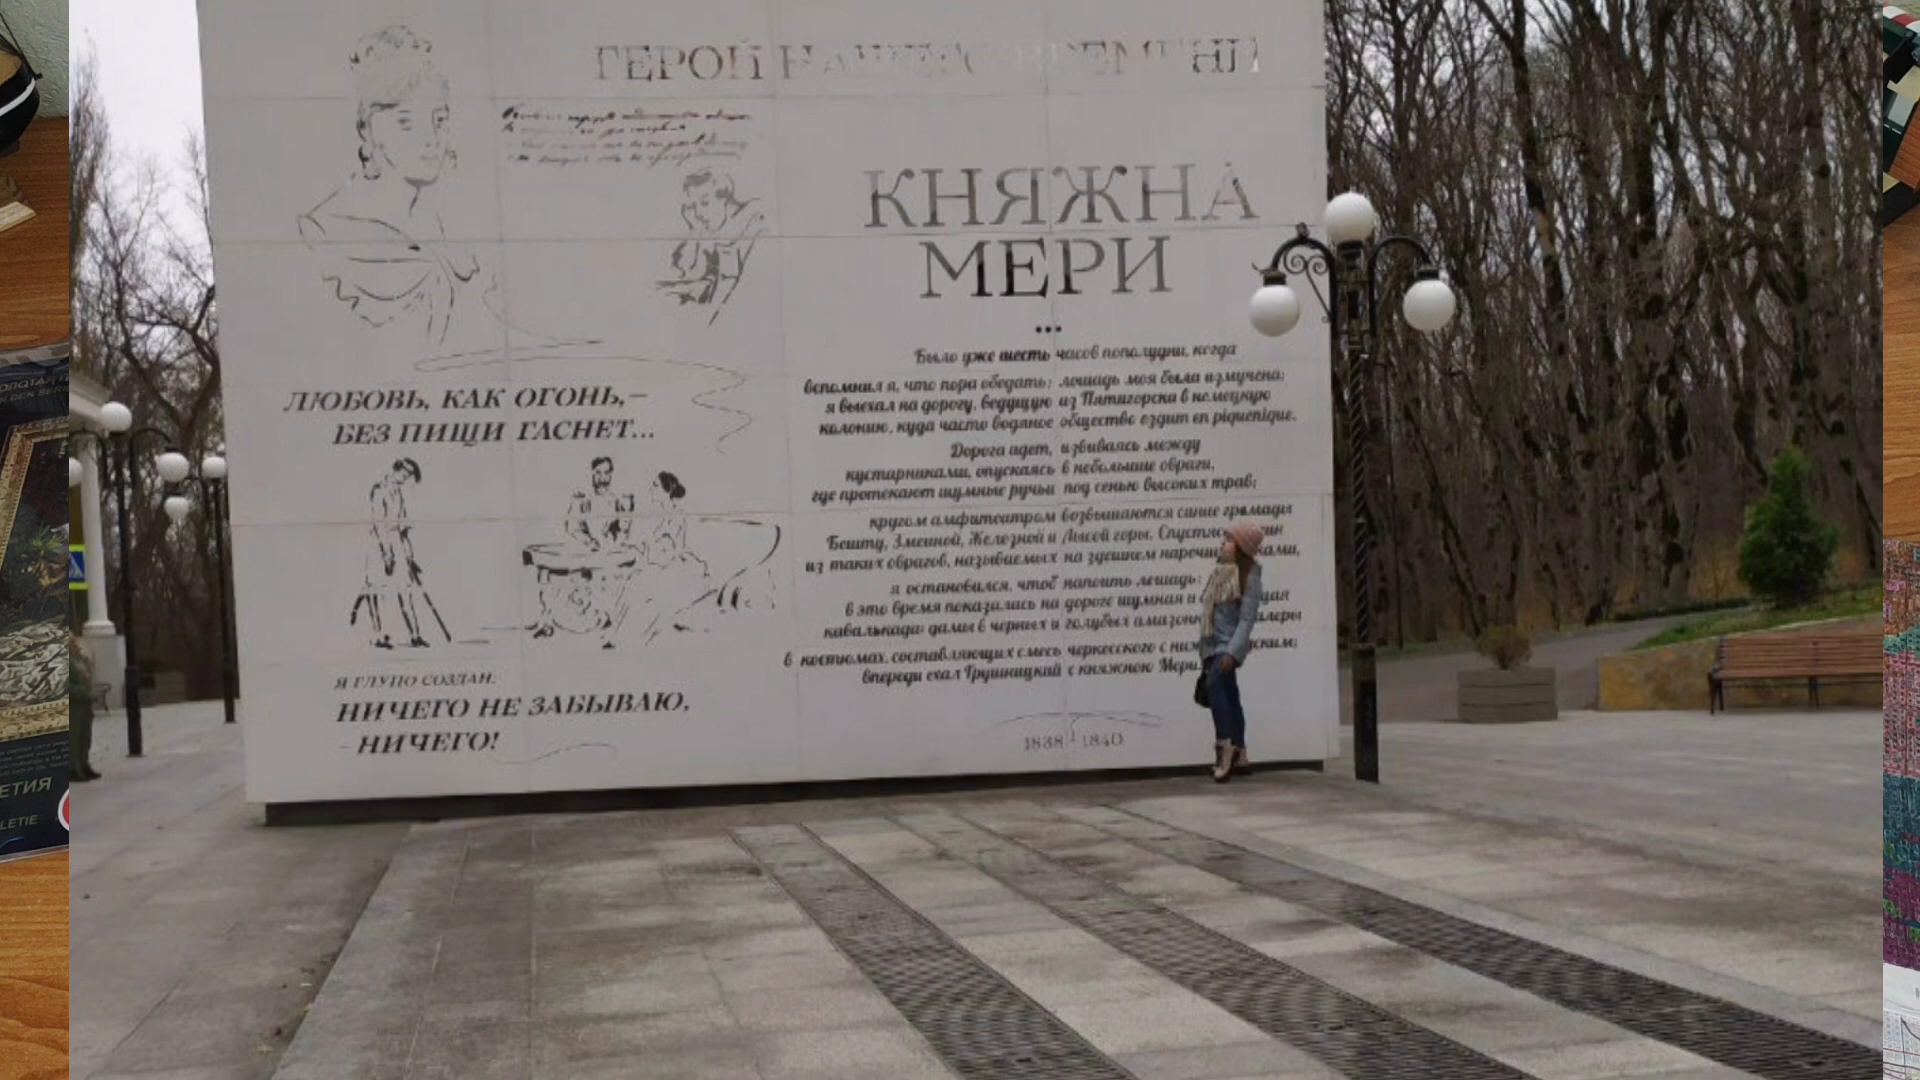 ГЕРОЙ НАШЕГО ВРЕМЕНИ
КНЯЖНА
МЕРИ
...
Было уже шесть часов пополудни, когда
вспомнил я, что пора обедать; лошадь моя была измучена;
я выехал на дорогу, ведущую из Пятигорска в немецкую
колонию, куда часто водяное общество ездит en piquenique.
Дорога идет, извиваясь между
кустарниками, опускаясь в небольшие овраги,
где протекают шумные ручьи под сенью высоких трав;
кругом амфитеатром возвышаются синие громады
Бешту, Змеиной, Железной и Лысой горы.
из таких оврагов, называемых на здешнем
я остановился, чтоб напоить лошадь;
в это время показалась на дороге шумная и
кавалькада: дамы в черных и голубых
в костюмах, составляющих смесь черкесского с
впереди ехал Грушницкий с княжною Мери.
1838 1840
ЛЮБОВЬ, КАК ОГОНЬ,–
БЕЗ ПИЩИ ГАСНЕТ...
Я ГЛУПО СОЗДАН:
НИЧЕГО НЕ ЗАБЫВАЮ,
- НИЧЕГО!
ЕТИЯ
LETIE